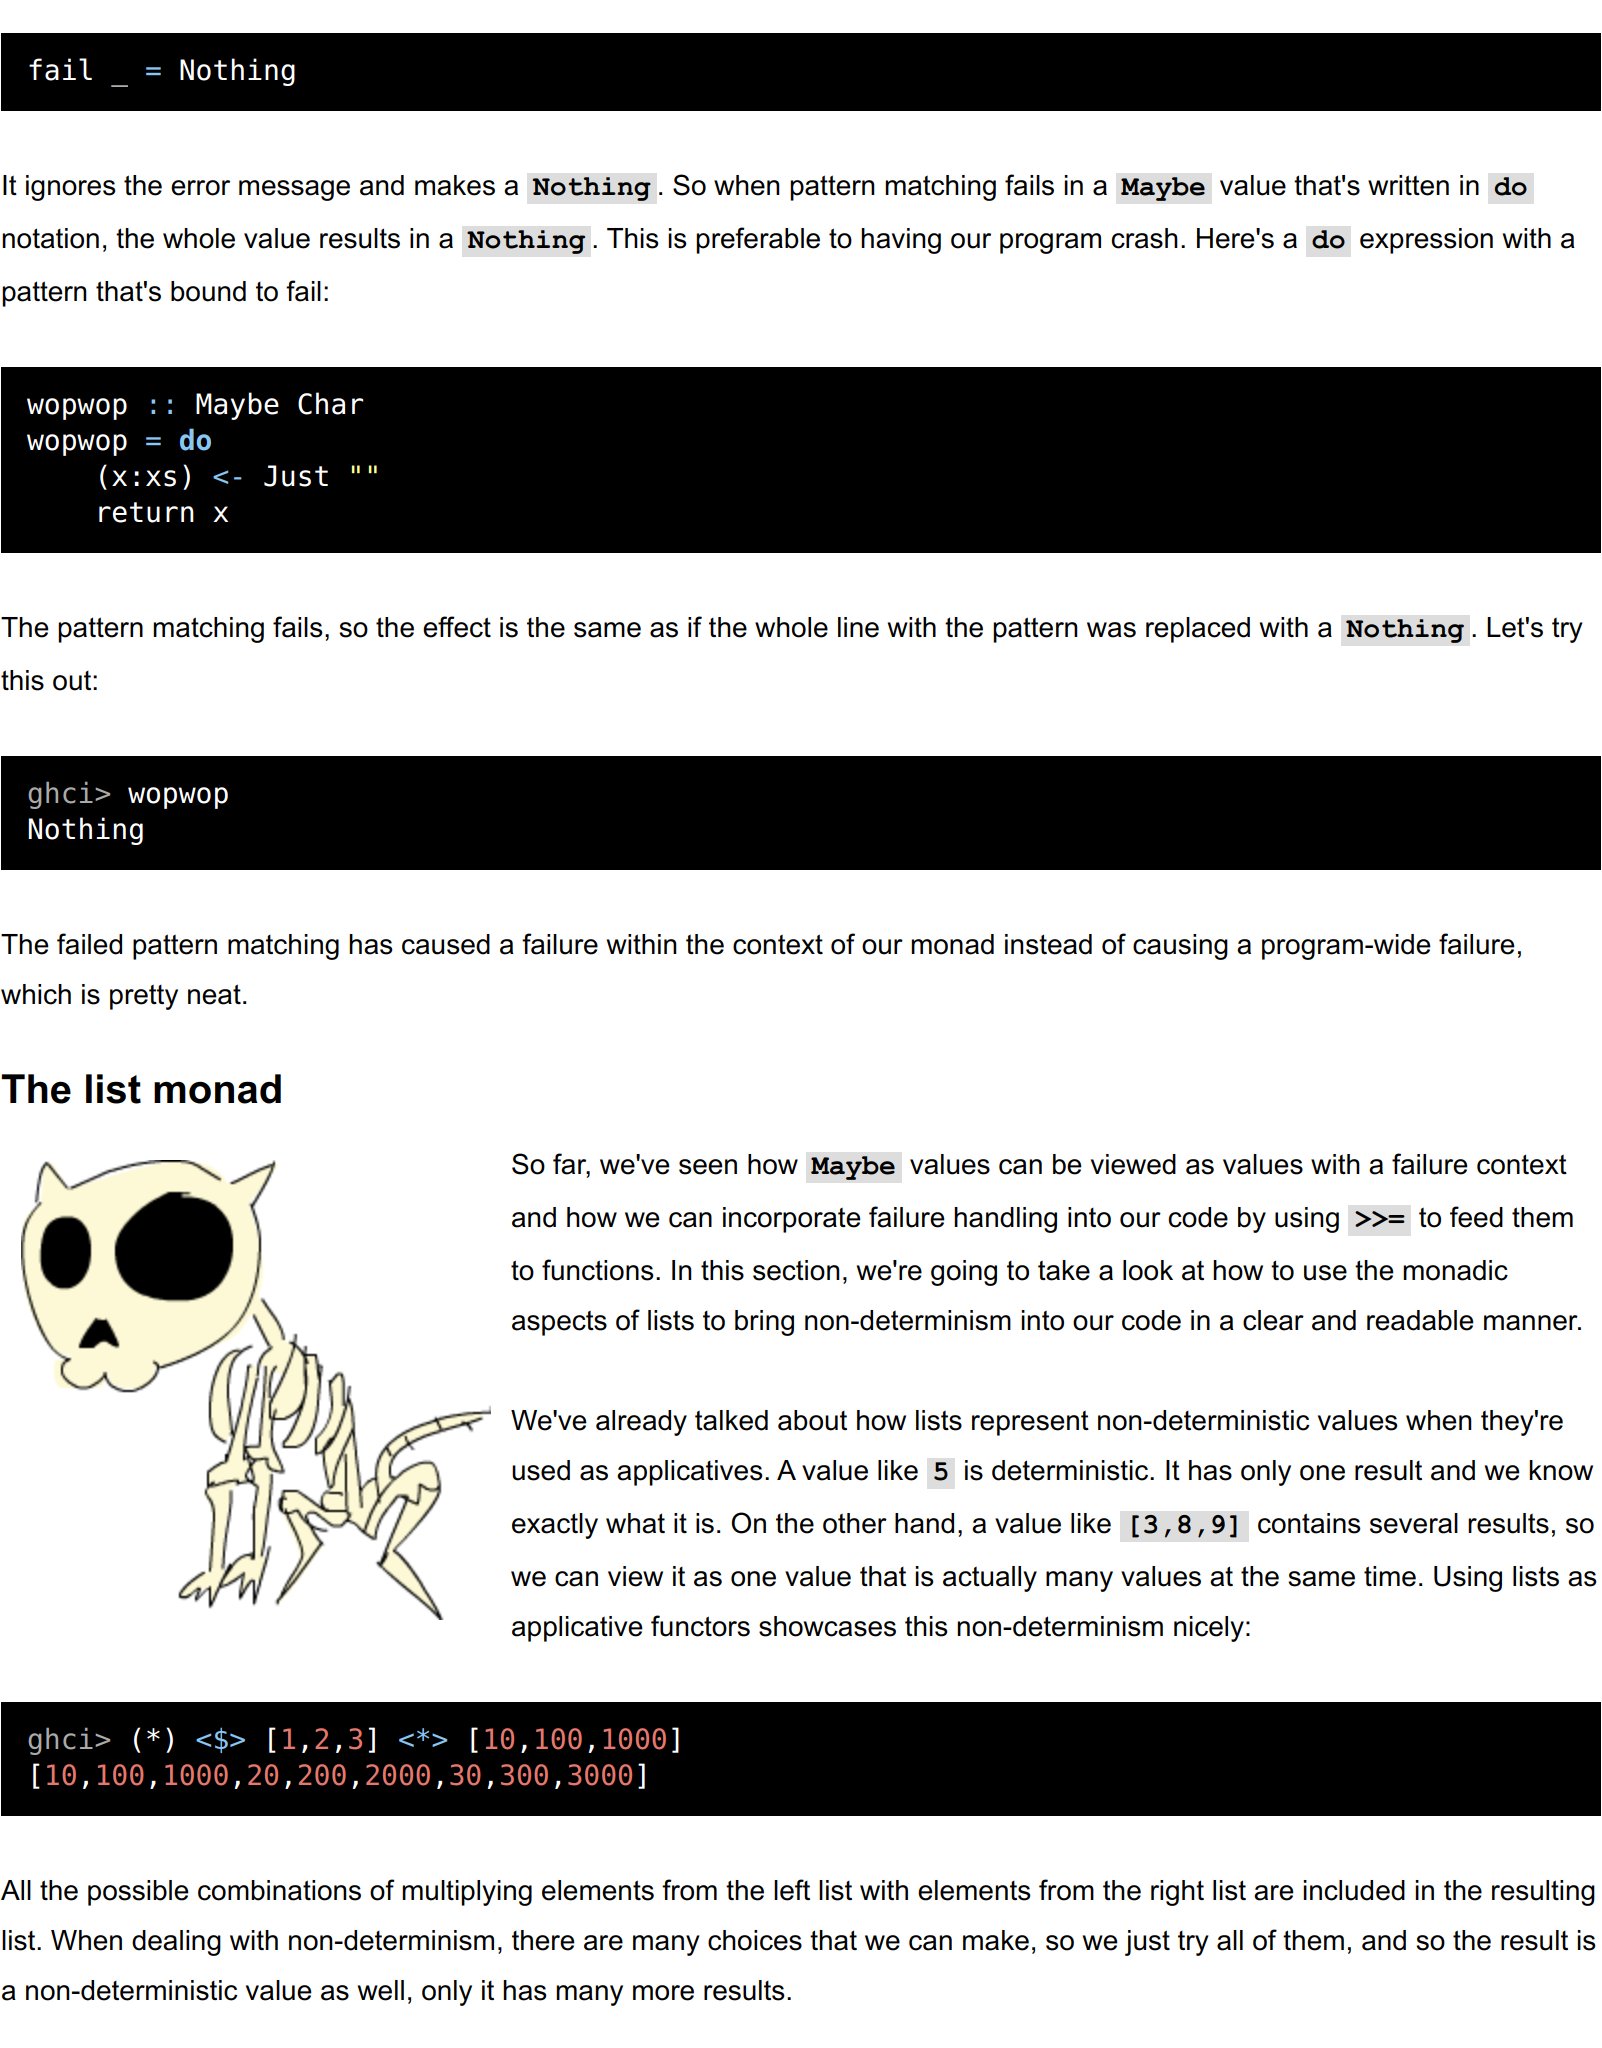 fail _ = Nothing
It ignores the error message and makes a Nothing. So when pattern matching fails in a Maybe value that's written in do
notation, the whole value results in a Nothing. This is preferable to having our program crash. Here's a do expression with a
pattern that's bound to fail:
wopwop :: Maybe Char
wopwop = do
    (x:xs) <- Just ""
    return x
The pattern matching fails, so the effect is the same as if the whole line with the pattern was replaced with a Nothing. Let's try
this out:
ghci> wopwop
Nothing
The failed pattern matching has caused a failure within the context of our monad instead of causing a program-wide failure,
which is pretty neat.
The list monad
So far, we've seen how Maybe values can be viewed as values with a failure context
and how we can incorporate failure handling into our code by using >>= to feed them
to functions. In this section, we're going to take a look at how to use the monadic
aspects of lists to bring non-determinism into our code in a clear and readable manner.
We've already talked about how lists represent non-deterministic values when they're
used as applicatives. A value like 5 is deterministic. It has only one result and we know
exactly what it is. On the other hand, a value like [3,8,9] contains several results, so
we can view it as one value that is actually many values at the same time. Using lists as
applicative functors showcases this non-determinism nicely:
ghci> (*) <$> [1,2,3] <*> [10,100,1000]
[10,100,1000,20,200,2000,30,300,3000]
All the possible combinations of multiplying elements from the left list with elements from the right list are included in the resulting
list. When dealing with non-determinism, there are many choices that we can make, so we just try all of them, and so the result is
a non-deterministic value as well, only it has many more results.